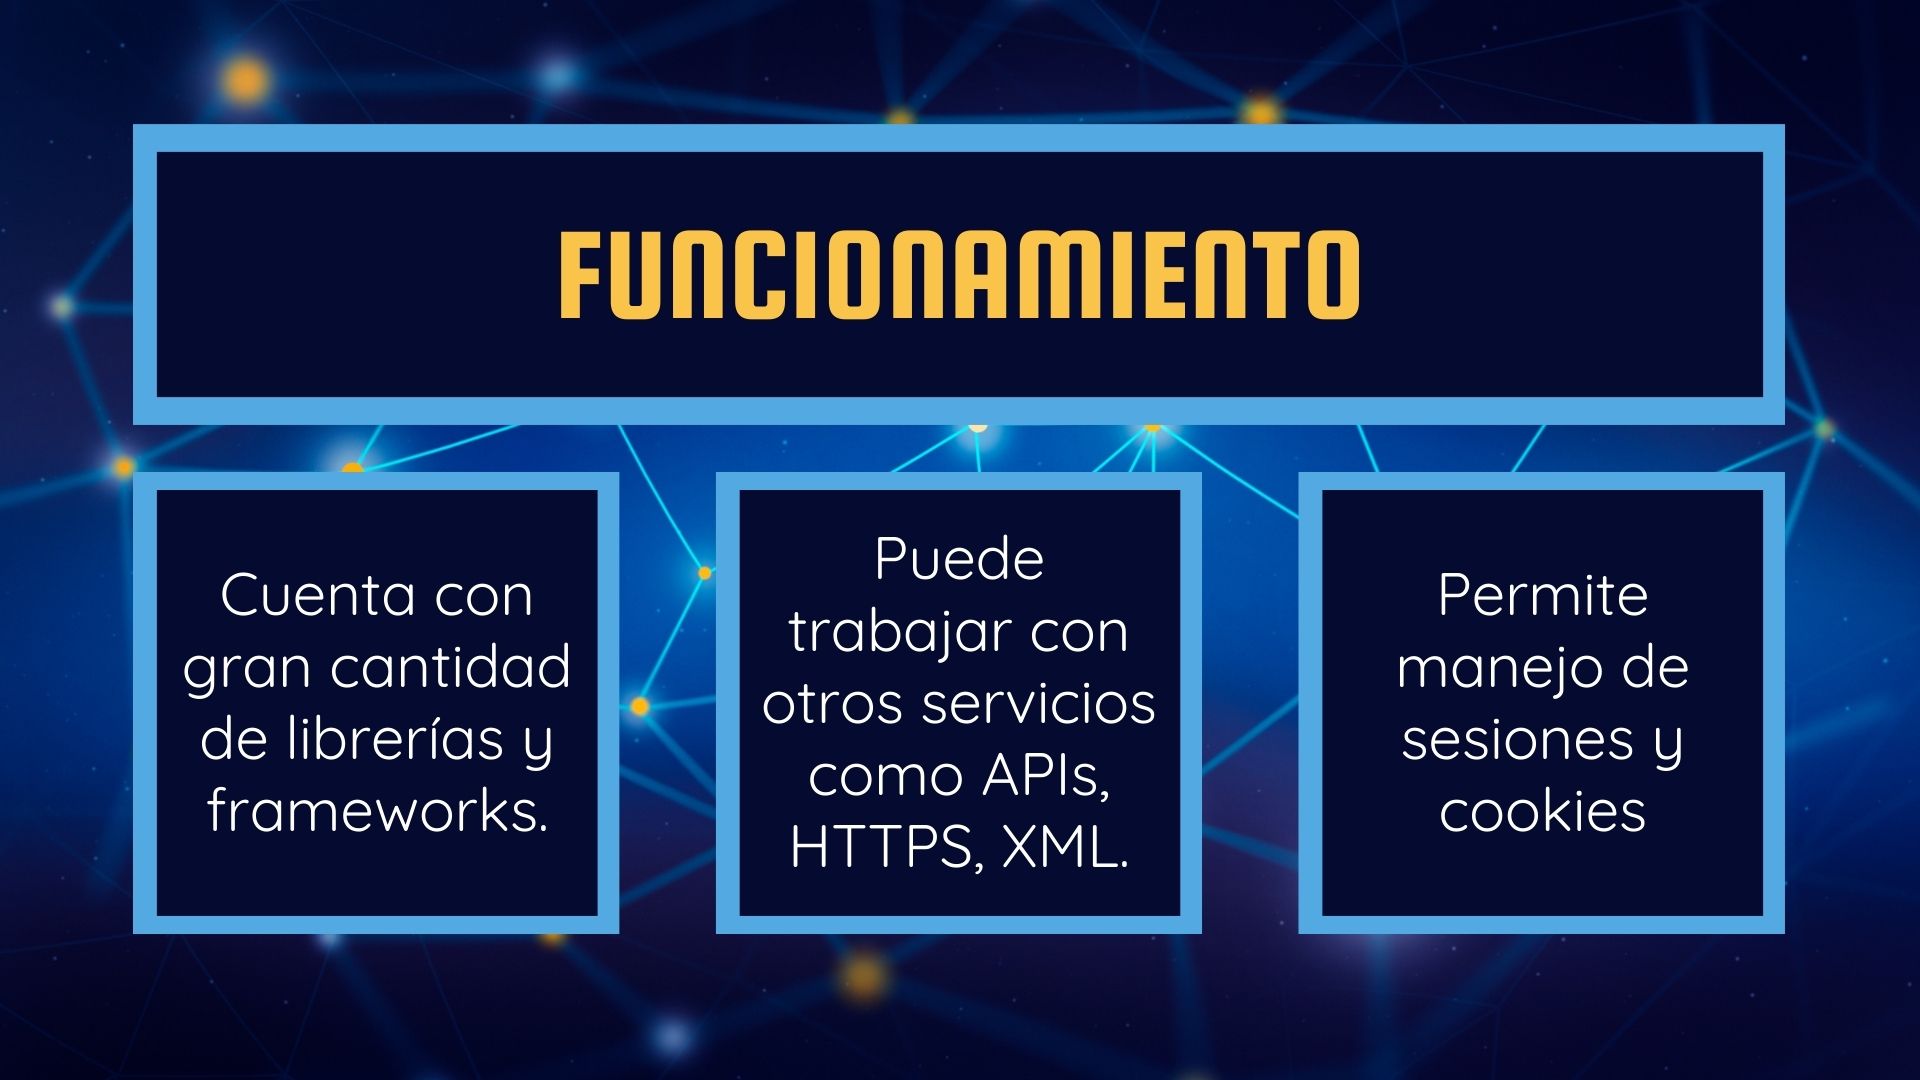 FUNCIONAMIENTO
Cuenta con
gran cantidad
de librerías y
frameworks.
Puede
trabajar con
otros servicios
como APIs,
HTTPS, XML.
Permite
manejo de
sesiones y
cookies